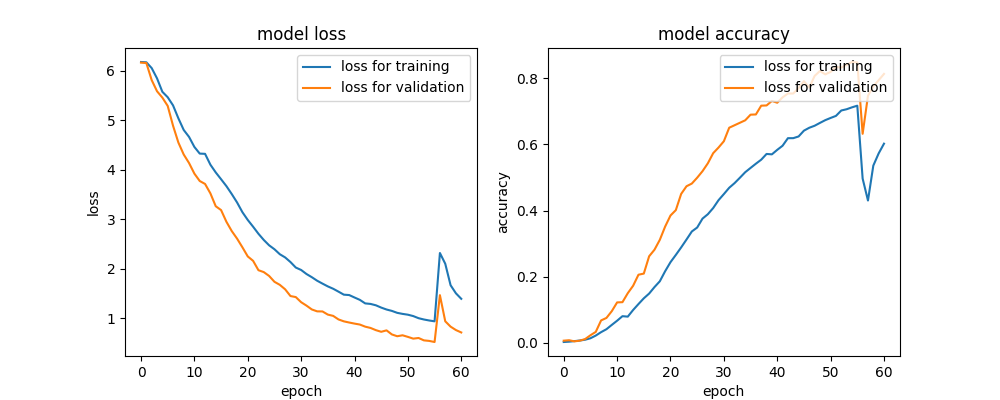 model loss
loss for training
loss for validation
6
5
4
3
2
1
loss
0 10 20 30 40 50 60
epoch
model accuracy
loss for training
loss for validation
0.8
0.6
0.4
0.2
0.0
accuracy
0 10 20 30 40 50 60
epoch